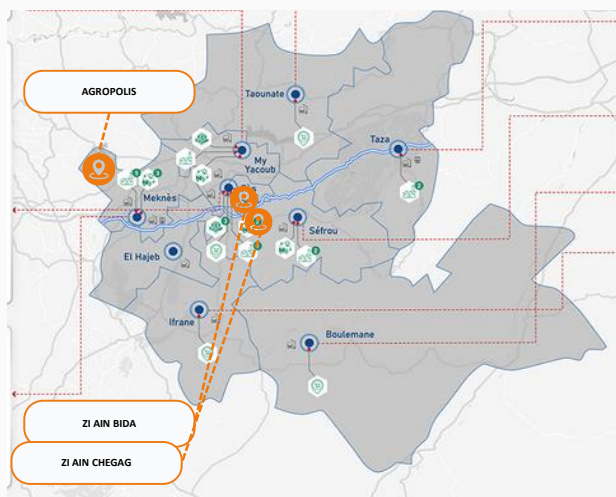 AGROPOLIS
Taounate
Taza
My
Yacoub
Meknès
Séfrou
El Hajeb
Ifrane
Boulemane
ZI AIN BIDA
ZI AIN CHEGAG